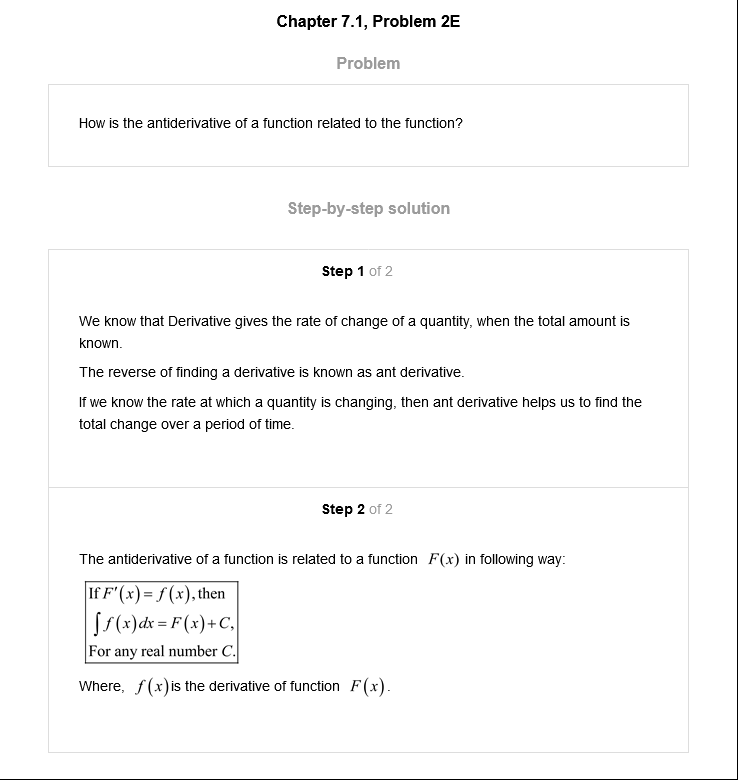 Chapter 7.1, Problem 2E
Problem
How is the antiderivative of a function related to the function?
Step-by-step solution
Step 1 of 2
We know that Derivative gives the rate of change of a quantity, when the total amount is
known.
The reverse of finding a derivative is known as ant derivative.
If we know the rate at which a quantity is changing, then ant derivative helps us to find the
total change over a period of time.
Step 2 of 2
The antiderivative of a function is related to a function F(x) in following way:
If F′(x) = f(x), then
∫ f(x)dx = F(x)+C,
For any real number C.
Where, f(x) is the derivative of function F(x).